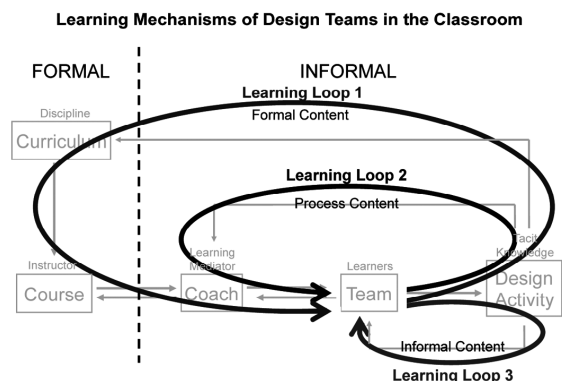 Learning Mechanisms of Design Teams in the Classroom
FORMAL
INFORMAL
Learning Loop 1
Formal Content
Discipline
Curriculum
Learning Loop 2
Process Content
Tacit
Knowledge
Learning
Mediator
Instructor
Learners
Course
Coach
Team
Design
Activity
Informal Content
Learning Loop 3